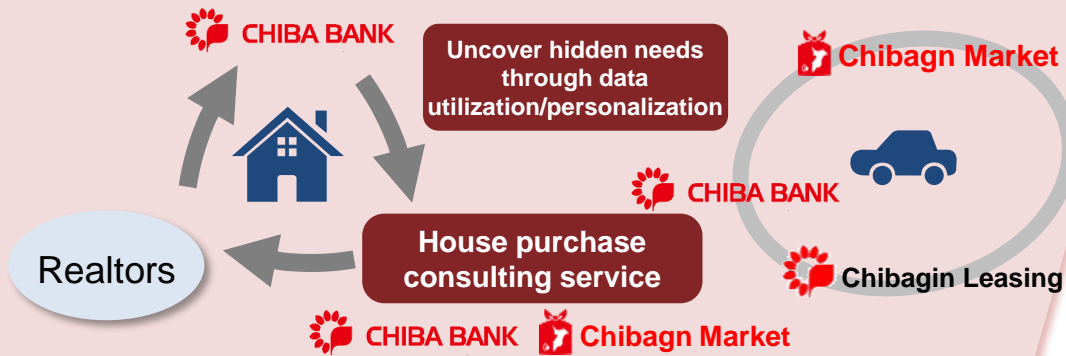 CHIBA BANK
Uncover hidden needs
through data
utilization/personalization
Chibagn Market
CHIBA BANK
House purchase
consulting service
Realtors
Chibagin Leasing
CHIBA BANK
Chibagn Market